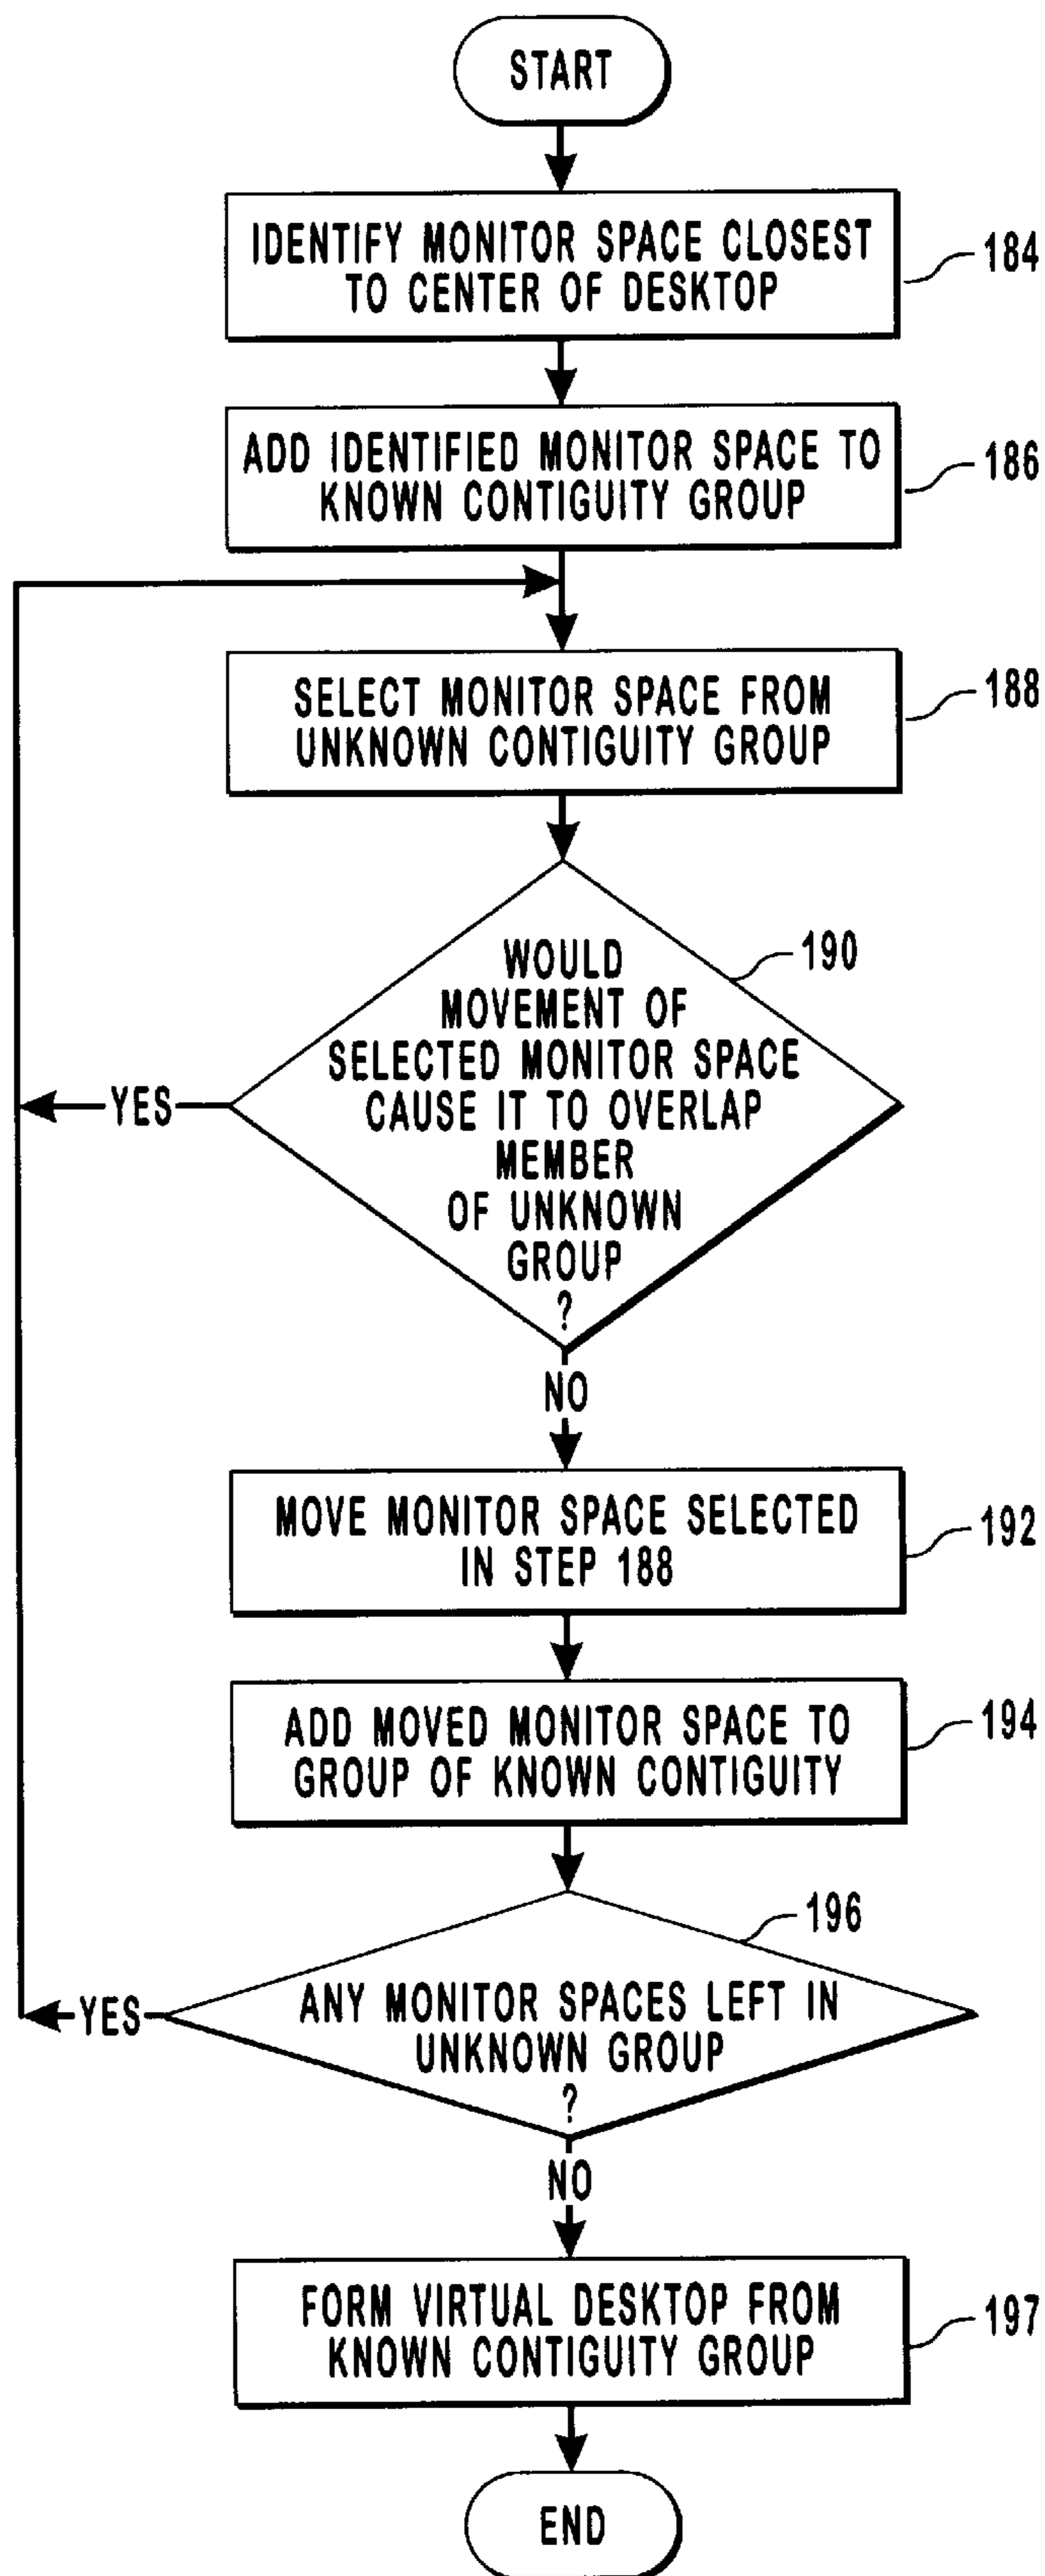 START
IDENTIFY MONITOR SPACE CLOSEST
TO CENTER OF DESKTOP
184
ADD IDENTIFIED MONITOR SPACE TO
KNOWN CONTIGUITY GROUP
186
SELECT MONITOR SPACE FROM
UNKNOWN CONTIGUITY GROUP
188
WOULD
MOVEMENT OF
SELECTED MONITOR SPACE
CAUSE IT TO OVERLAP
MEMBER
OF UNKNOWN
GROUP
?
190
YES
NO
MOVE MONITOR SPACE SELECTED
IN STEP 188
192
ADD MOVED MONITOR SPACE TO
GROUP OF KNOWN CONTIGUITY
194
ANY MONITOR SPACES LEFT IN
UNKNOWN GROUP
?
196
YES
NO
FORM VIRTUAL DESKTOP FROM
KNOWN CONTIGUITY GROUP
197
END